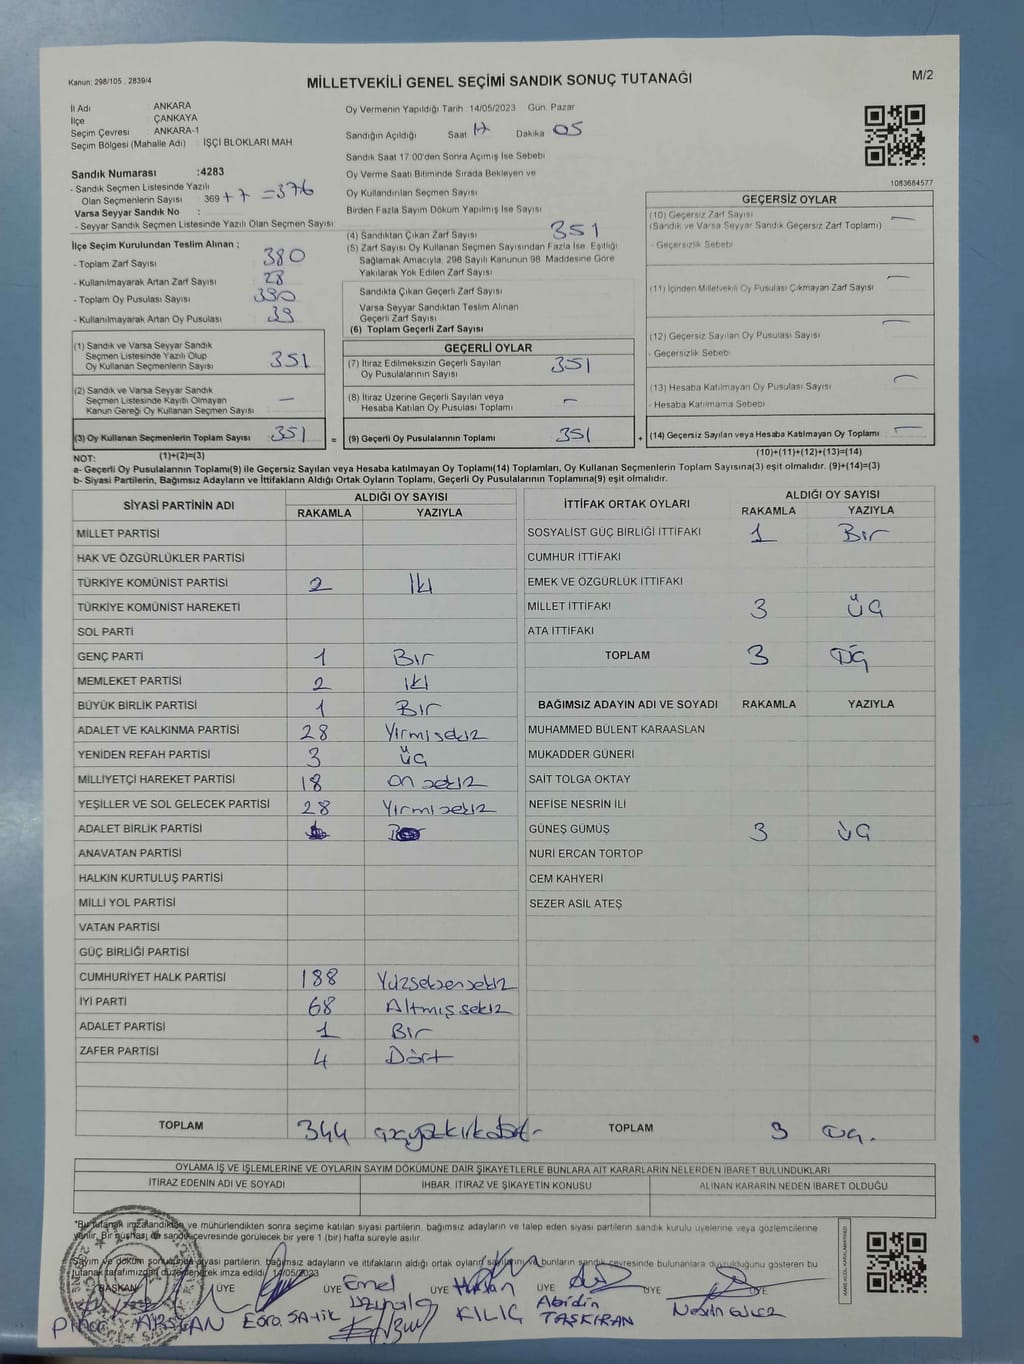 Kanun: 298/105 , 2839/4
MİLLETVEKİLİ GENEL SEÇİMİ SANDIK SONUÇ TUTANAĞI
M/2
İl Adı : ANKARA
İlçe : ÇANKAYA
Seçim Çevresi : ANKARA-1
Seçim Bölgesi (Mahalle Adı) : İŞÇİ BLOKLARI MAH
Sandık Numarası :4283
- Sandık Seçmen Listesinde Yazılı
Olan Seçmenlerin Sayısı 369 + 7 = 376
Varsa Seyyar Sandık No :
- Seyyar Sandık Seçmen Listesinde Yazılı Olan Seçmen Sayısı
İlçe Seçim Kurulundan Teslim Alınan ;
- Toplam Zarf Sayısı 380
- Kullanılmayarak Artan Zarf Sayısı 28
- Toplam Oy Pusulası Sayısı 390
- Kullanılmayarak Artan Oy Pusulası 39
(1) Sandık ve Varsa Seyyar Sandık
Seçmen Listesinde Yazılı Olup
Oy Kullanan Seçmenlerin Sayısı 351
(2) Sandık ve Varsa Seyyar Sandık
Seçmen Listesinde Kayıtlı Olmayan
Kanun Gereği Oy Kullanan Seçmen Sayısı –
(3) Oy Kullanan Seçmenlerin Toplam Sayısı 351 =
(1)+(2)=(3)
Oy Vermenin Yapıldığı Tarih : 14/05/2023 Gün: Pazar
Sandığın Açıldığı Saat 17 Dakika 05
Sandık Saat 17:00'den Sonra Açımış İse Sebebi
Oy Verme Saati Bitiminde Sırada Bekleyen ve
Oy Kullandırılan Seçmen Sayısı
Birden Fazla Sayım Döküm Yapılmış İse Sayısı
(4) Sandıktan Çıkan Zarf Sayısı 351
(5) Zarf Sayısı Oy Kullanan Seçmen Sayısından Fazla İse, Eşitliği
Sağlamak Amacıyla, 298 Sayılı Kanunun 98. Maddesine Göre
Yakılarak Yok Edilen Zarf Sayısı
Sandıkta Çıkan Geçerli Zarf Sayısı
Varsa Seyyar Sandıktan Teslim Alınan
Geçerli Zarf Sayısı
(6) Toplam Geçerli Zarf Sayısı
GEÇERLİ OYLAR
(7) İtiraz Edilmeksizin Geçerli Sayılan
Oy Pusulalarının Sayısı 351
(8) İtiraz Üzerine Geçerli Sayılan veya
Hesaba Katılan Oy Pusulası Toplamı –
(9) Geçerli Oy Pusulalarının Toplamı 351 +
1083684577
GEÇERSİZ OYLAR
(10) Geçersiz Zarf Sayısı –
(Sandık ve Varsa Seyyar Sandık Geçersiz Zarf Toplamı)
- Geçersizlik Sebebi
(11) İçinden Milletvekili Oy Pusulası Çıkmayan Zarf Sayısı –
(12) Geçersiz Sayılan Oy Pusulası Sayısı –
- Geçersizlik Sebebi
(13) Hesaba Katılmayan Oy Pusulası Sayısı –
- Hesaba Katılmama Sebebi
(14) Geçersiz Sayılan veya Hesaba Katılmayan Oy Toplamı –
(10)+(11)+(12)+(13)=(14)
NOT:
a- Geçerli Oy Pusulalarının Toplamı(9) ile Geçersiz Sayılan veya Hesaba katılmayan Oy Toplamı(14) Toplamları, Oy Kullanan Seçmenlerin Toplam Sayısına(3) eşit olmalıdır. (9)+(14)=(3)
b- Siyasi Partilerin, Bağımsız Adayların ve İttifakların Aldığı Ortak Oyların Toplamı, Geçerli Oy Pusulalarının Toplamına(9) eşit olmalıdır.
SİYASİ PARTİNİN ADI ALDIĞI OY SAYISI
RAKAMLA YAZIYLA
MİLLET PARTİSİ
HAK VE ÖZGÜRLÜKLER PARTİSİ
TÜRKİYE KOMÜNİST PARTİSİ 2 İki
TÜRKİYE KOMÜNİST HAREKETİ
SOL PARTİ
GENÇ PARTİ 1 Bir
MEMLEKET PARTİSİ 2 iki
BÜYÜK BİRLİK PARTİSİ 1 Bir
ADALET VE KALKINMA PARTİSİ 28 Yirmisekiz
YENİDEN REFAH PARTİSİ 3 üç
MİLLİYETÇİ HAREKET PARTİSİ 18 on sekiz
YEŞİLLER VE SOL GELECEK PARTİSİ 28 Yirmisekiz
ADALET BİRLİK PARTİSİ
ANAVATAN PARTİSİ
HALKIN KURTULUŞ PARTİSİ
MİLLİ YOL PARTİSİ
VATAN PARTİSİ
GÜÇ BİRLİĞİ PARTİSİ
CUMHURİYET HALK PARTİSİ 188 Yüzseksensekiz
İYİ PARTİ 68 Altmışsekiz
ADALET PARTİSİ 1 Bir
ZAFER PARTİSİ 4 Dört
TOPLAM 344
İTTİFAK ORTAK OYLARI ALDIĞI OY SAYISI
RAKAMLA YAZIYLA
SOSYALİST GÜÇ BİRLİĞİ İTTİFAKI 1 Bir
CUMHUR İTTİFAKI
EMEK VE ÖZGÜRLÜK İTTİFAKI
MİLLET İTTİFAKI 3 Üç
ATA İTTİFAKI
TOPLAM 3
BAĞIMSIZ ADAYIN ADI VE SOYADI RAKAMLA YAZIYLA
MUHAMMED BÜLENT KARAASLAN
MUKADDER GÜNERİ
SAİT TOLGA OKTAY
NEFİSE NESRİN İLİ
GÜNEŞ GÜMÜŞ 3 üç
NURİ ERCAN TORTOP
CEM KAHYERİ
SEZER ASIL ATEŞ
TOPLAM 3 üç.
OYLAMA İŞ VE İŞLEMLERİNE VE OYLARIN SAYIM DÖKÜMÜNE DAİR ŞİKAYETLERLE BUNLARA AİT KARARLARIN NELERDEN İBARET BULUNDUKLARI
İTİRAZ EDENİN ADI VE SOYADI İHBAR, İTİRAZ VE ŞİKAYETİN KONUSU ALINAN KARARIN NEDEN İBARET OLDUĞU
*Bu tutanak imzalandıktan ve mühürlendikten sonra seçime katılan siyasi partilerin, bağımsız adayların ve talep eden siyasi partilerin sandık kurulu üyelerine veya gözlemcilerine
verilir. Bir nüshası da sandık çevresinde görülecek bir yere 1 (bir) hafta süreyle asılır.
Sayım ve döküm sonucunda siyasi partilerin, bağımsız adayların ve ittifakların aldığı ortak oyların sayılarını bunların sandık çevresinde bulunanlara duyurulduğunu gösteren bu
tutanak tarafımızdan düzenlenerek imza edildi. 14/05/2023
BAŞKAN ÜYE ÜYE ÜYE ÜYE ÜYE ÜYE
ARSLAN Ebru SATIK Emel Hasan KILIÇ Abidin TAŞKIRAN